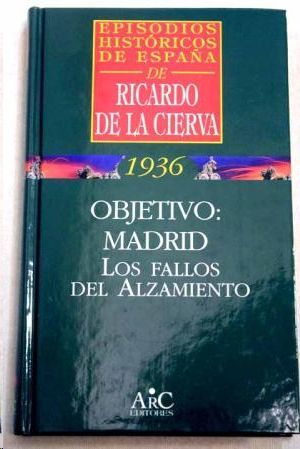 EPISODIOS
HISTÓRICOS
DE ESPAÑA
DE
RICARDO
DE LA CIERVA
1936
OBJETIVO:
MADRID
LOS FALLOS
DEL ALZAMIENTO
ARC
EDITORES